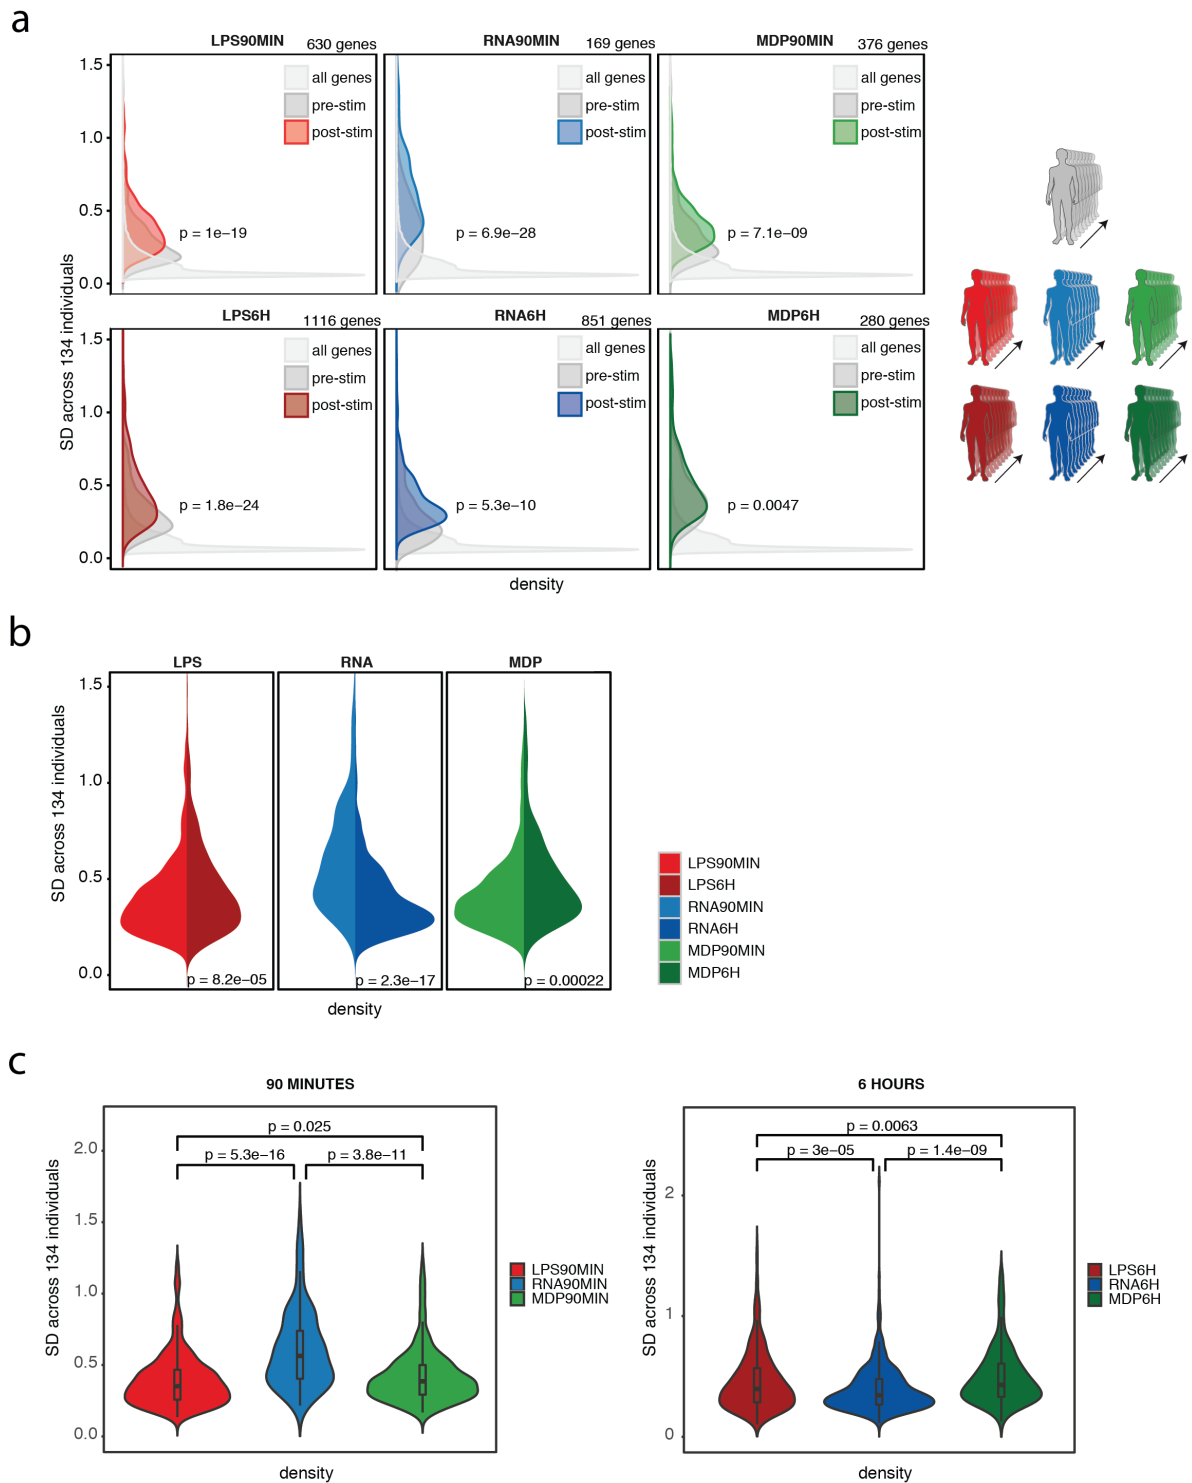 a
LPS90MIN 630 genes
RNA90MIN 169 genes
MDP90MIN 376 genes
1.5
1.0
0.5
0.0
all genes
pre-stim
post-stim
p = 1e−19
all genes
pre-stim
post-stim
p = 6.9e−28
all genes
pre-stim
post-stim
p = 7.1e−09
SD across 134 individuals
LPS6H 1116 genes
RNA6H 851 genes
MDP6H 280 genes
1.5
1.0
0.5
0.0
all genes
pre-stim
post-stim
p = 1.8e−24
all genes
pre-stim
post-stim
p = 5.3e−10
all genes
pre-stim
post-stim
p = 0.0047
density
b
LPS
RNA
MDP
SD across 134 individuals
1.5
1.0
0.5
0.0
p = 8.2e−05
p = 2.3e−17
p = 0.00022
density
LPS90MIN
LPS6H
RNA90MIN
RNA6H
MDP90MIN
MDP6H
c
90 MINUTES
SD across 134 individuals
2.0
1.5
1.0
0.5
0.0
p = 0.025
p = 5.3e−16
p = 3.8e−11
density
LPS90MIN
RNA90MIN
MDP90MIN
6 HOURS
SD across 134 individuals
2
1
0
p = 0.0063
p = 3e−05
p = 1.4e−09
density
LPS6H
RNA6H
MDP6H